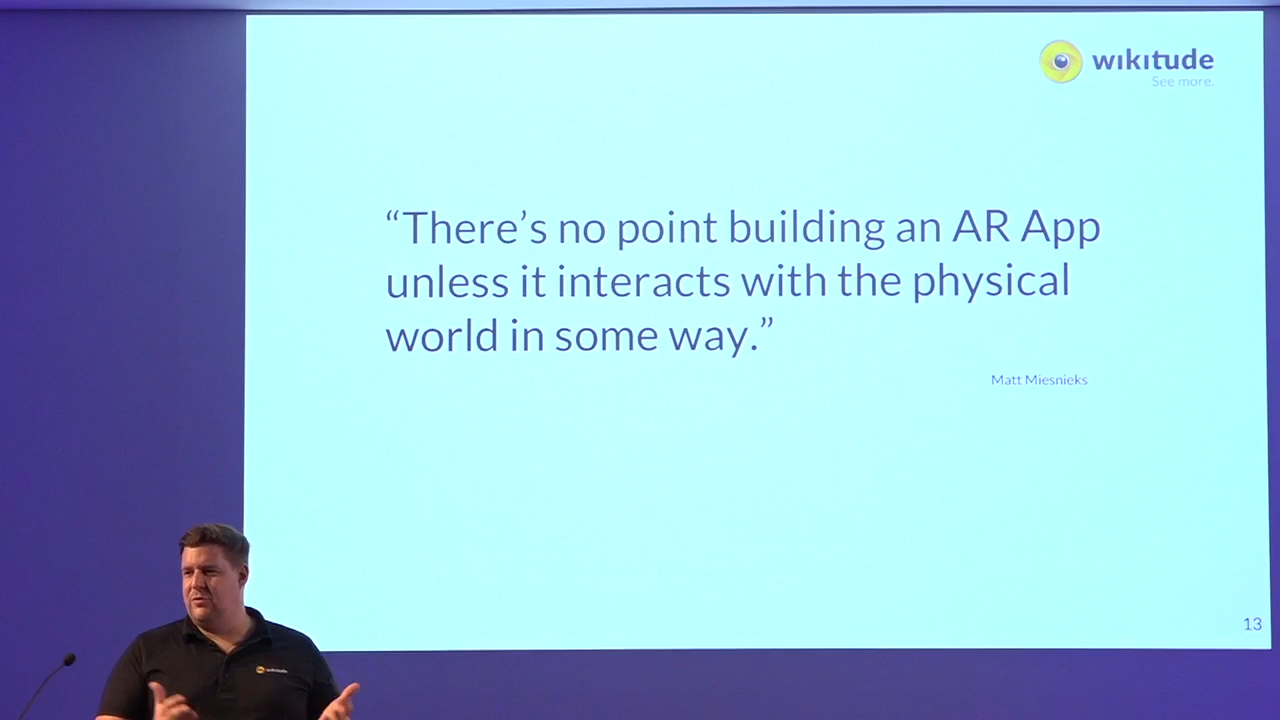 wikitude
See more.
“There’s no point building an AR App
unless it interacts with the physical
world in some way.”
Matt Miesnieks
13
wikitude